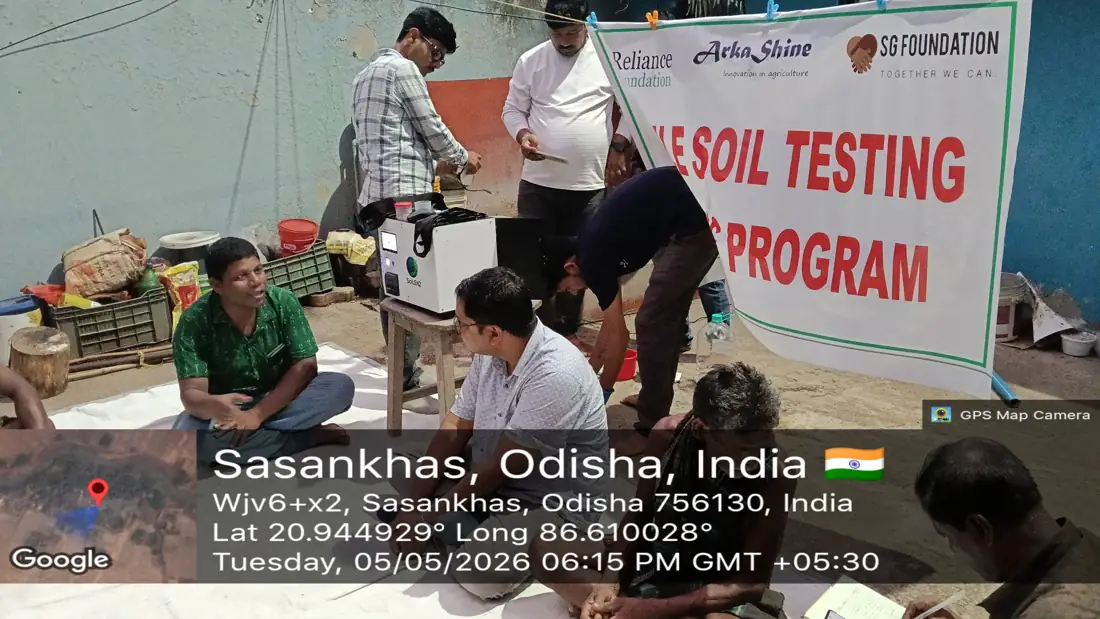 Reliance
Foundation
Arka Shine
Innovation in agriculture
SG FOUNDATION
TOGETHER WE CAN.
LE SOIL TESTING
PROGRAM
GPS Map Camera
Sasankhas, Odisha, India 🇮🇳
Wjv6+x2, Sasankhas, Odisha 756130, India
Lat 20.944929° Long 86.610028°
Tuesday, 05/05/2026 06:15 PM GMT +05:30
Google